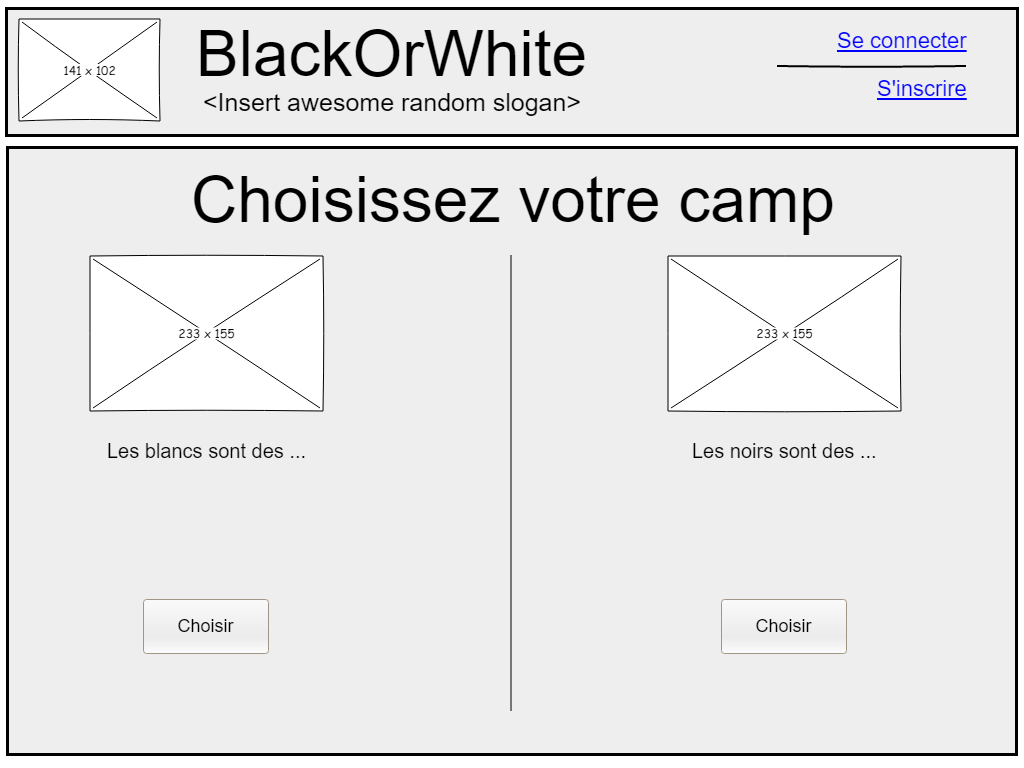 141 x 102
BlackOrWhite
<Insert awesome random slogan>
Se connecter
S'inscrire
Choisissez votre camp
233 x 155
233 x 155
Les blancs sont des ...
Les noirs sont des ...
Choisir
Choisir